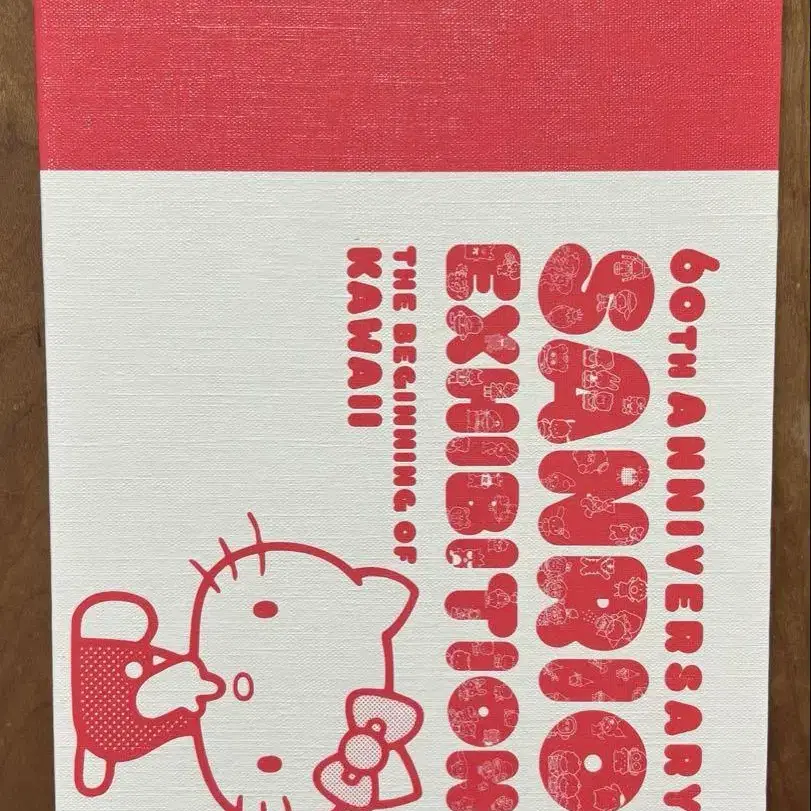 60TH ANNIVERSARY
SANRIO
EXHIBITION
THE BEGINNING OF
KAWAII